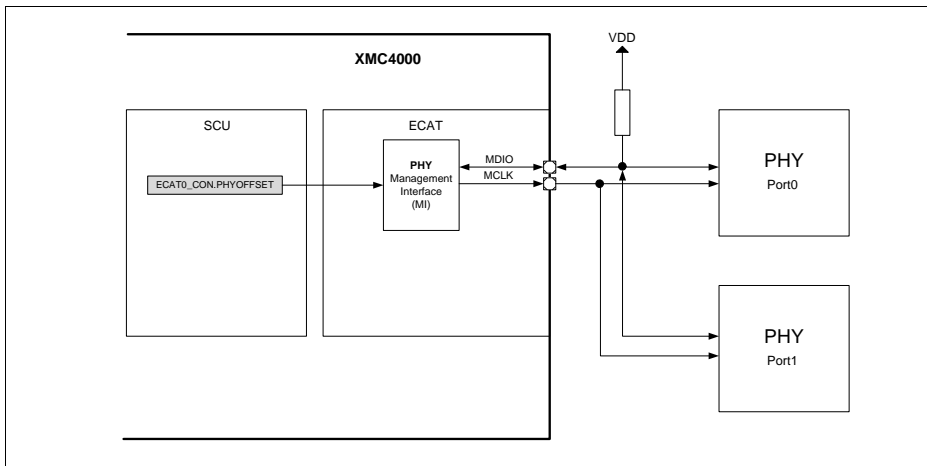 XMC4000
VDD
SCU
ECAT
ECAT0_CON.PHYOFFSET
PHY
Management
Interface
(MI)
MDIO
MCLK
PHY
Port0
PHY
Port1